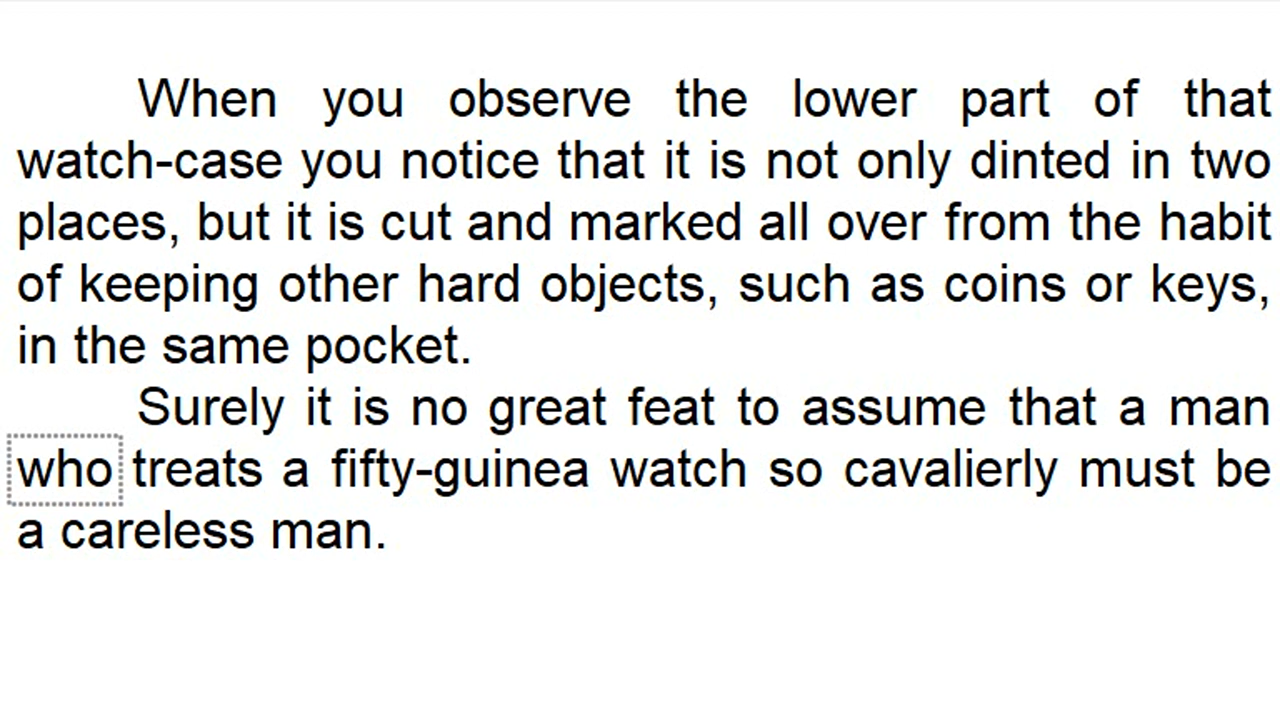 When you observe the lower part of that
watch-case you notice that it is not only dinted in two
places, but it is cut and marked all over from the habit
of keeping other hard objects, such as coins or keys,
in the same pocket.
Surely it is no great feat to assume that a man
who treats a fifty-guinea watch so cavalierly must be
a careless man.